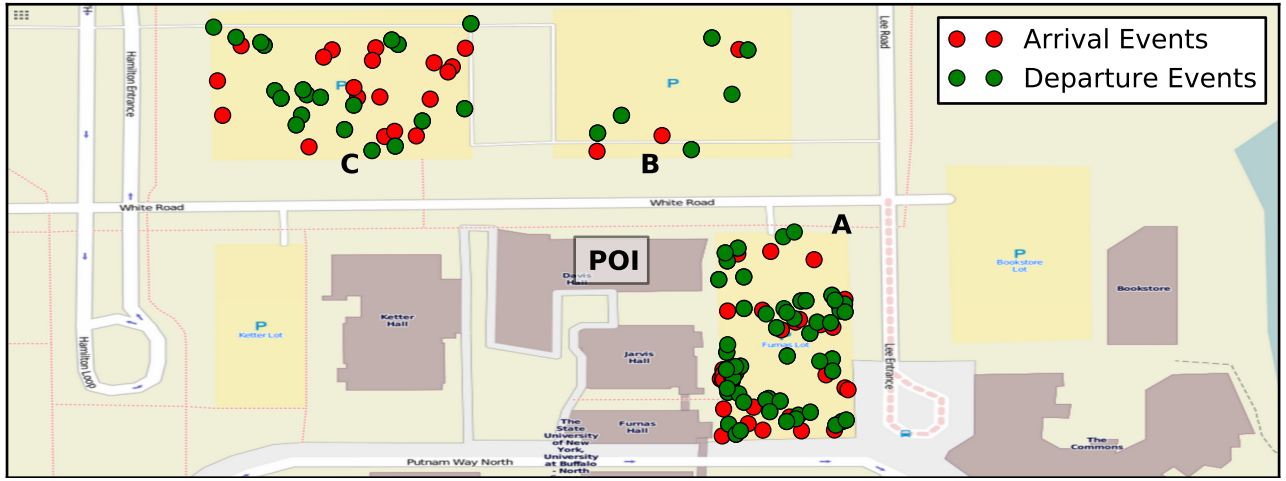 H
Hamilton Entrance
Lee Road
Arrival Events
Departure Events
P
P
C
B
White Road
White Road
A
POI
Davis
Hall
P
Bookstore
Lot
Bookstore
P
Ketter Lot
Ketter
Hall
Hamilton Loop
Jarvis
Hall
Furnas Lot
Lee Entrance
Furnas
Hall
The
State
University
of New
York,
University
at Buffalo
- North
Putnam Way North
The
Commons